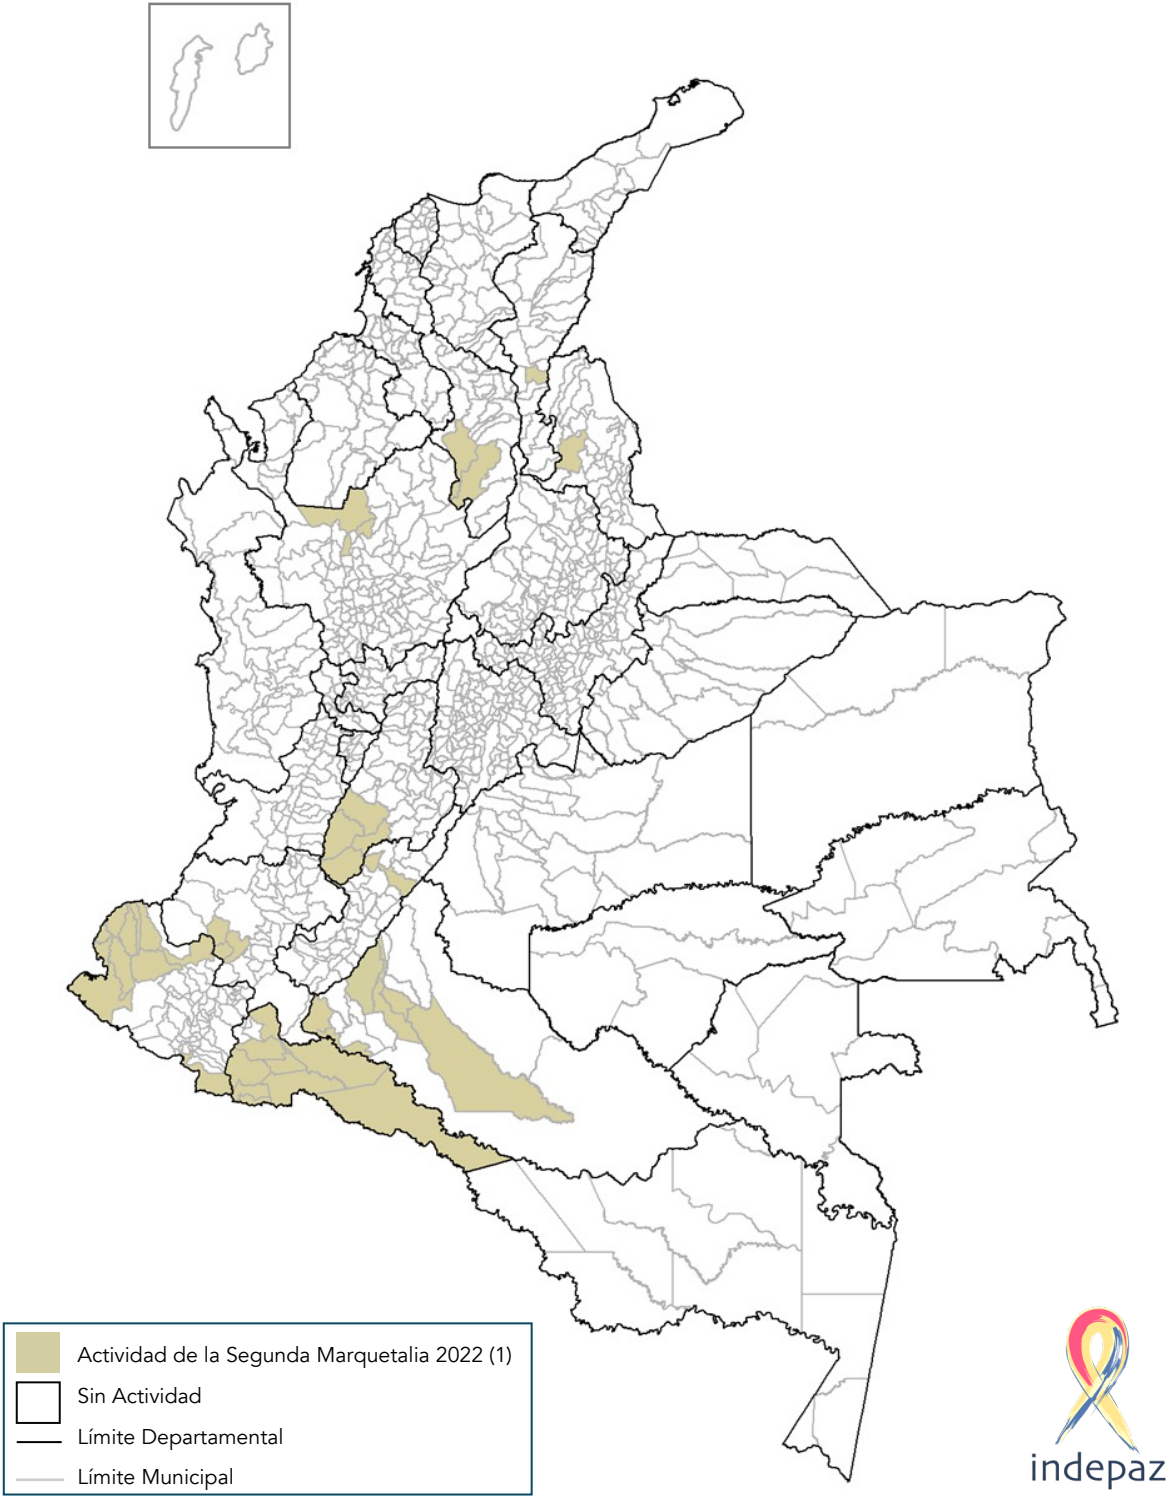 Actividad de la Segunda Marquetalia 2022 (1)
Sin Actividad
Límite Departamental
Límite Municipal
indepaz